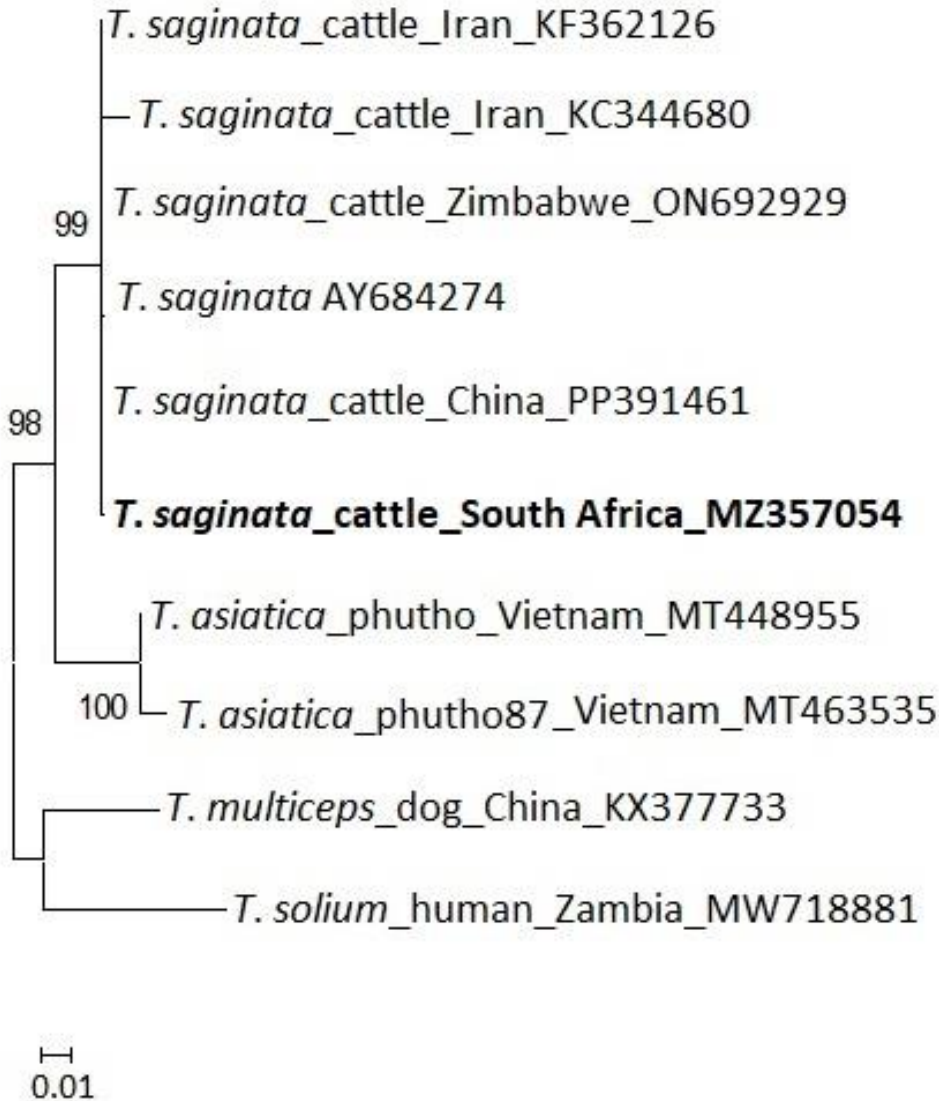 T. saginata_cattle_Iran_KF362126
T. saginata_cattle_Iran_KC344680
T. saginata_cattle_Zimbabwe_ON692929
99
T. saginata AY684274
T. saginata_cattle_China_PP391461
98
T. saginata_cattle_South Africa_MZ357054
T. asiatica_phutho_Vietnam_MT448955
100
T. asiatica_phutho87_Vietnam_MT463535
T. multiceps_dog_China_KX377733
T. solium_human_Zambia_MW718881
0.01